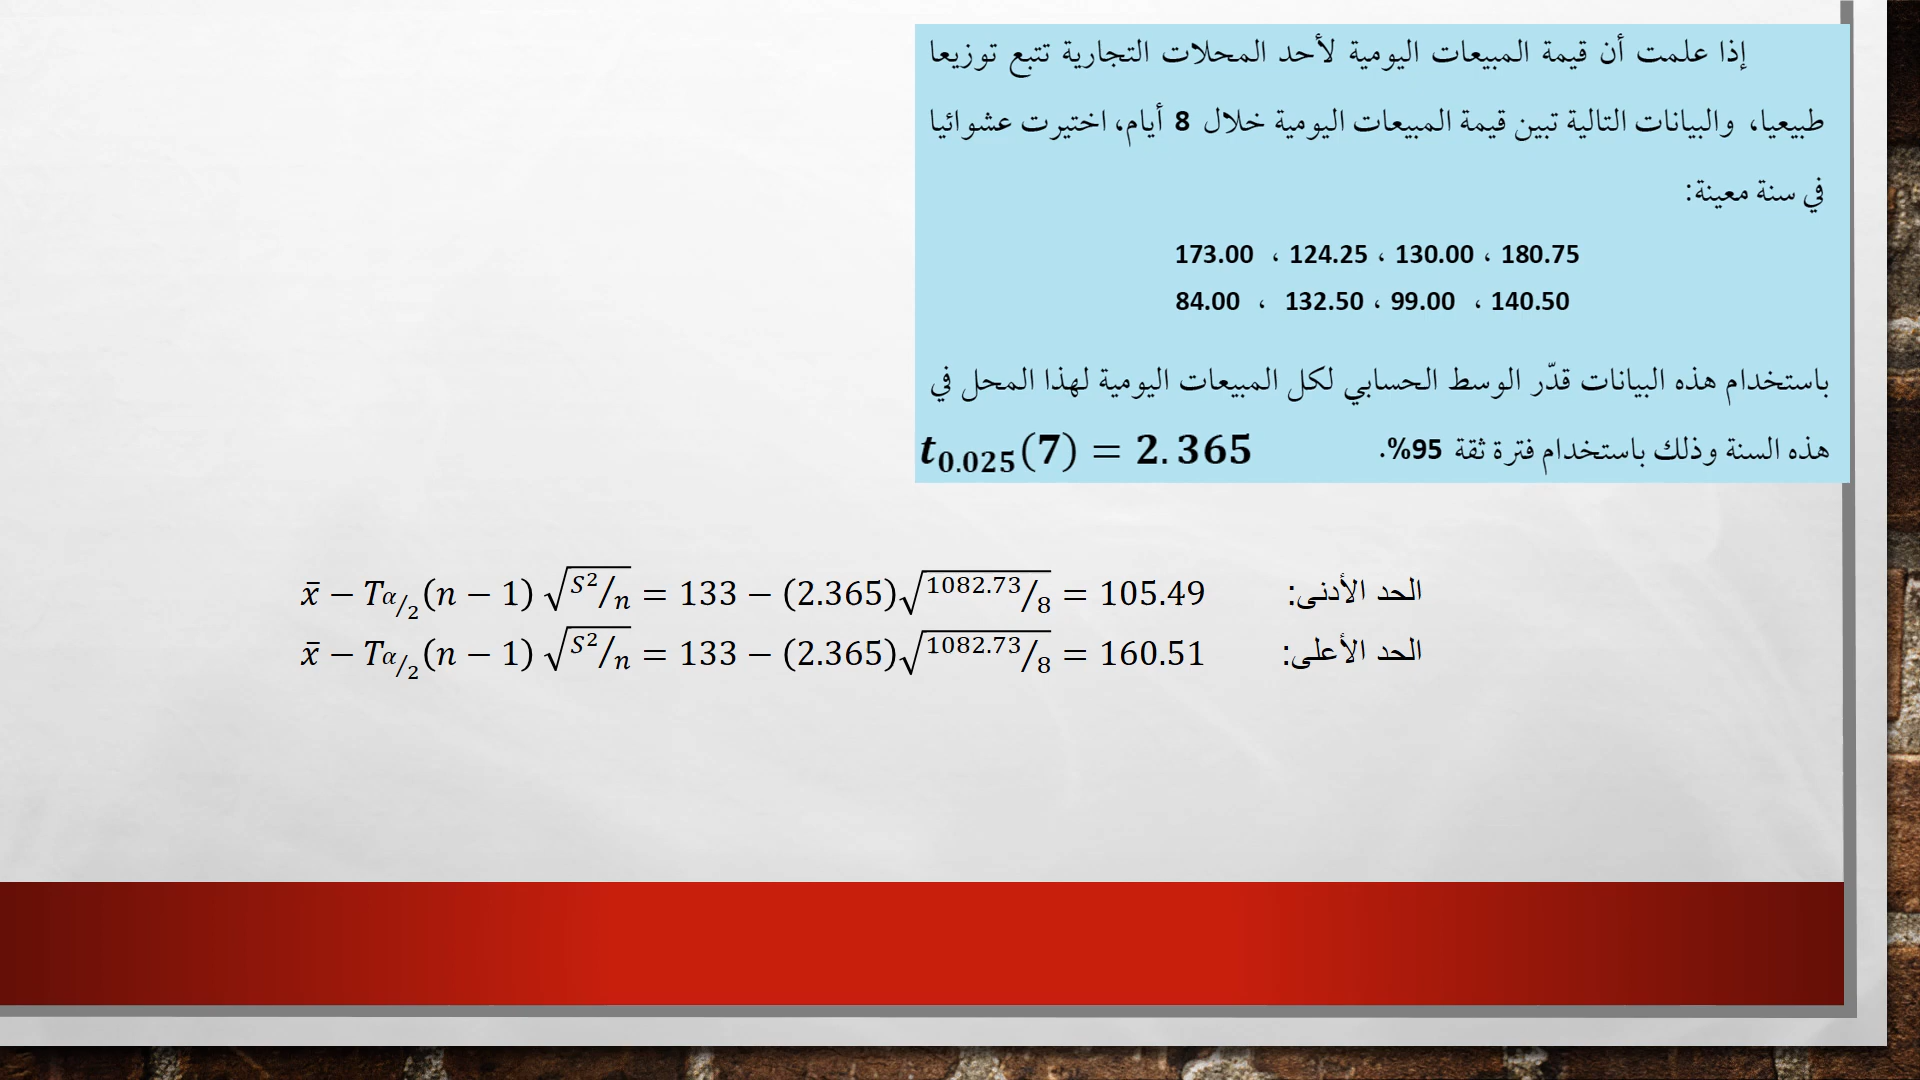 إذا علمت أن قيمة المبيعات اليومية لأحد المحلات التجارية تتبع توزيعا
طبيعيا، والبيانات التالية تبين قيمة المبيعات اليومية خلال 8 أيام، اختيرت عشوائيا
في سنة معينة:
173.00 ، 124.25 ، 130.00 ، 180.75
84.00 ، 132.50 ، 99.00 ، 140.50
باستخدام هذه البيانات قدّر الوسط الحسابي لكل المبيعات اليومية لهذا المحل في
هذه السنة وذلك باستخدام فترة ثقة 95%. t_{0.025}(7) = 2.365
الحد الأدنى: x̄ − T_{α/2}(n − 1) √(S²/n) = 133 − (2.365)√(1082.73/8) = 105.49
الحد الأعلى: x̄ − T_{α/2}(n − 1) √(S²/n) = 133 − (2.365)√(1082.73/8) = 160.51